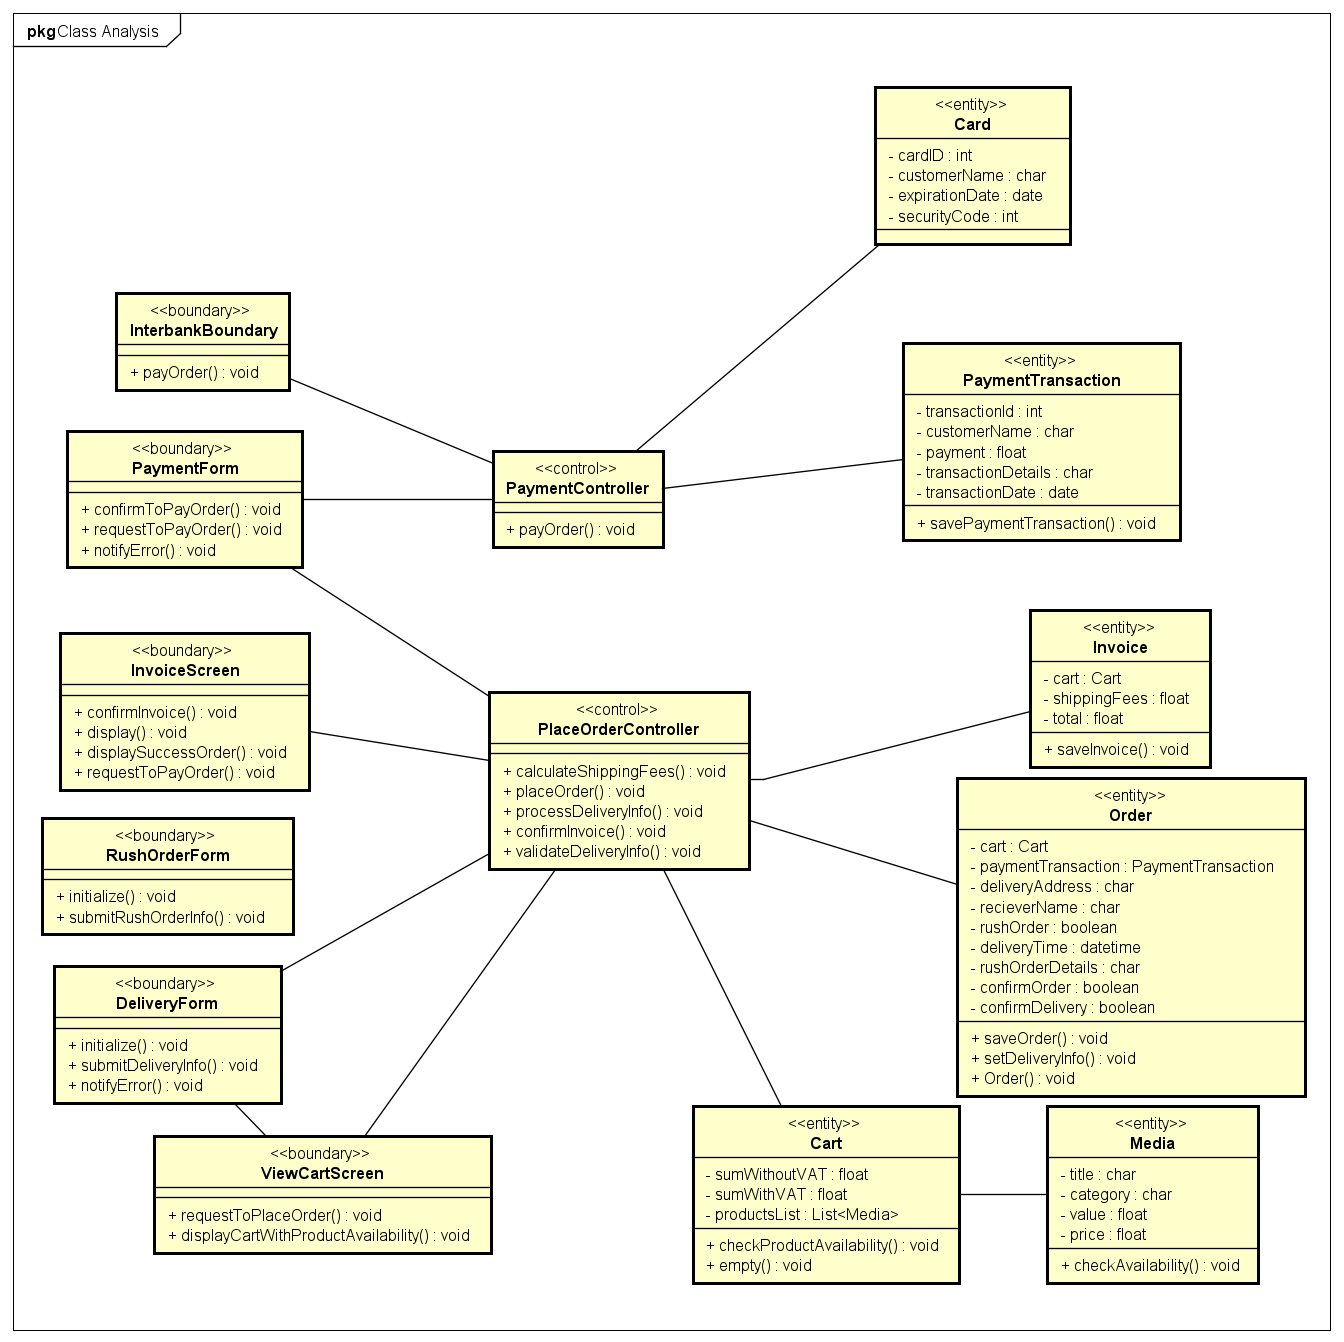 pkg Class Analysis
<<entity>>
Card
- cardID : int
- customerName : char
- expirationDate : date
- securityCode : int
<<boundary>>
InterbankBoundary
+ payOrder() : void
<<entity>>
PaymentTransaction
- transactionId : int
- customerName : char
- payment : float
- transactionDetails : char
- transactionDate : date
+ savePaymentTransaction() : void
<<boundary>>
PaymentForm
+ confirmToPayOrder() : void
+ requestToPayOrder() : void
+ notifyError() : void
<<control>>
PaymentController
+ payOrder() : void
<<entity>>
Invoice
- cart : Cart
- shippingFees : float
- total : float
+ saveInvoice() : void
<<boundary>>
InvoiceScreen
+ confirmInvoice() : void
+ display() : void
+ displaySuccessOrder() : void
+ requestToPayOrder() : void
<<control>>
PlaceOrderController
+ calculateShippingFees() : void
+ placeOrder() : void
+ processDeliveryInfo() : void
+ confirmInvoice() : void
+ validateDeliveryInfo() : void
<<entity>>
Order
- cart : Cart
- paymentTransaction : PaymentTransaction
- deliveryAddress : char
- recieverName : char
- rushOrder : boolean
- deliveryTime : datetime
- rushOrderDetails : char
- confirmOrder : boolean
- confirmDelivery : boolean
+ saveOrder() : void
+ setDeliveryInfo() : void
+ Order() : void
<<boundary>>
RushOrderForm
+ initialize() : void
+ submitRushOrderInfo() : void
<<boundary>>
DeliveryForm
+ initialize() : void
+ submitDeliveryInfo() : void
+ notifyError() : void
<<boundary>>
ViewCartScreen
+ requestToPlaceOrder() : void
+ displayCartWithProductAvailability() : void
<<entity>>
Cart
- sumWithoutVAT : float
- sumWithVAT : float
- productsList : List<Media>
+ checkProductAvailability() : void
+ empty() : void
<<entity>>
Media
- title : char
- category : char
- value : float
- price : float
+ checkAvailability() : void